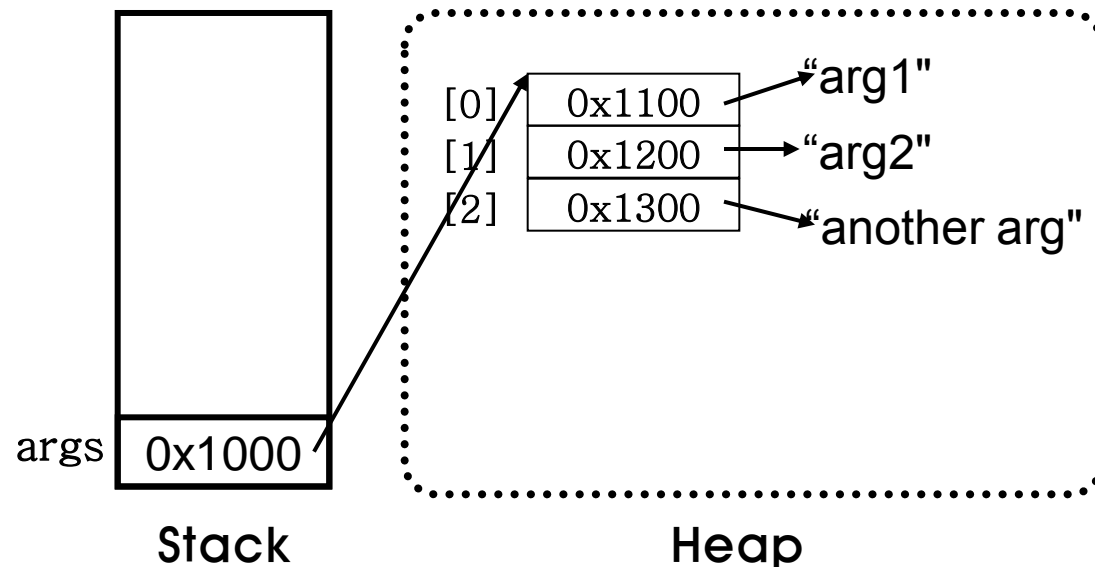 [0] 0x1100 “arg1"
[1] 0x1200 “arg2"
[2] 0x1300 “another arg"
args 0x1000
Stack Heap